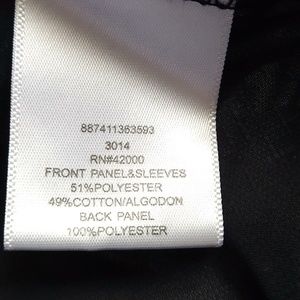 887411363593
3014
RN#42000
FRONT PANEL&SLEEVES
51%POLYESTER
49%COTTON/ALGODON
BACK PANEL
100%POLYESTER